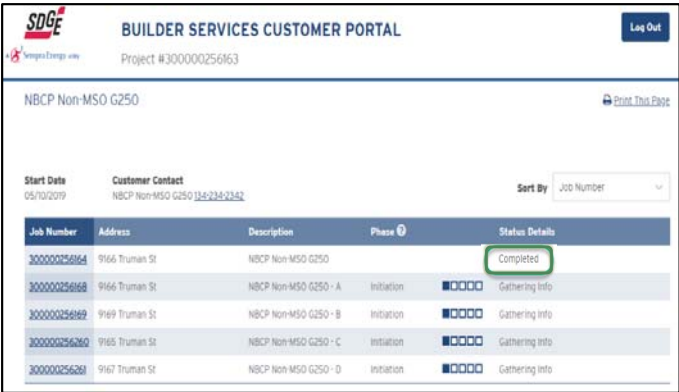 SDGE
BUILDER SERVICES CUSTOMER PORTAL
Log Out
A Sempra Energy utility
Project #300000256163
NBCP Non-MSO G250
Print This Page
Start Date
Customer Contact
05/10/2019
NBCP Non-MSO G250 134-234-2342
Sort By
Job Number
Job Number Address Description Phase ? Status Details
300000256164 9166 Truman St NBCP Non-MSO G250 Completed
300000256168 9166 Truman St NBCP Non-MSO G250 - A Initiation Gathering Info
300000256169 9169 Truman St NBCP Non-MSO G250 - B Initiation Gathering Info
300000256260 9165 Truman St NBCP Non-MSO G250 - C Initiation Gathering Info
300000256261 9167 Truman St NBCP Non-MSO G250 - D Initiation Gathering Info